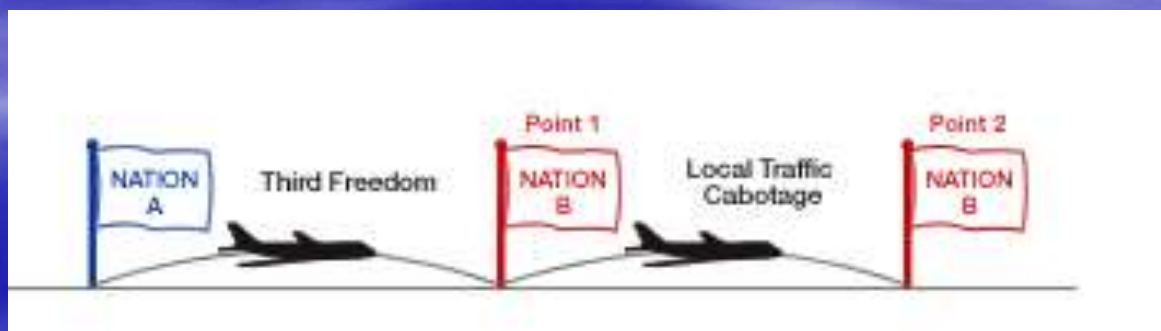 Point 1
Point 2
NATION
A
Third Freedom
NATION
B
Local Traffic
Cabotage
NATION
B